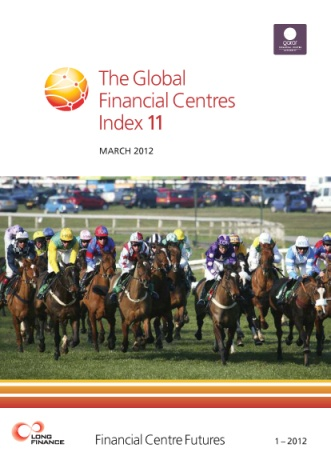 The Global
Financial Centres
Index 11
MARCH 2012
LONG
FINANCE
Financial Centre Futures
1 – 2012